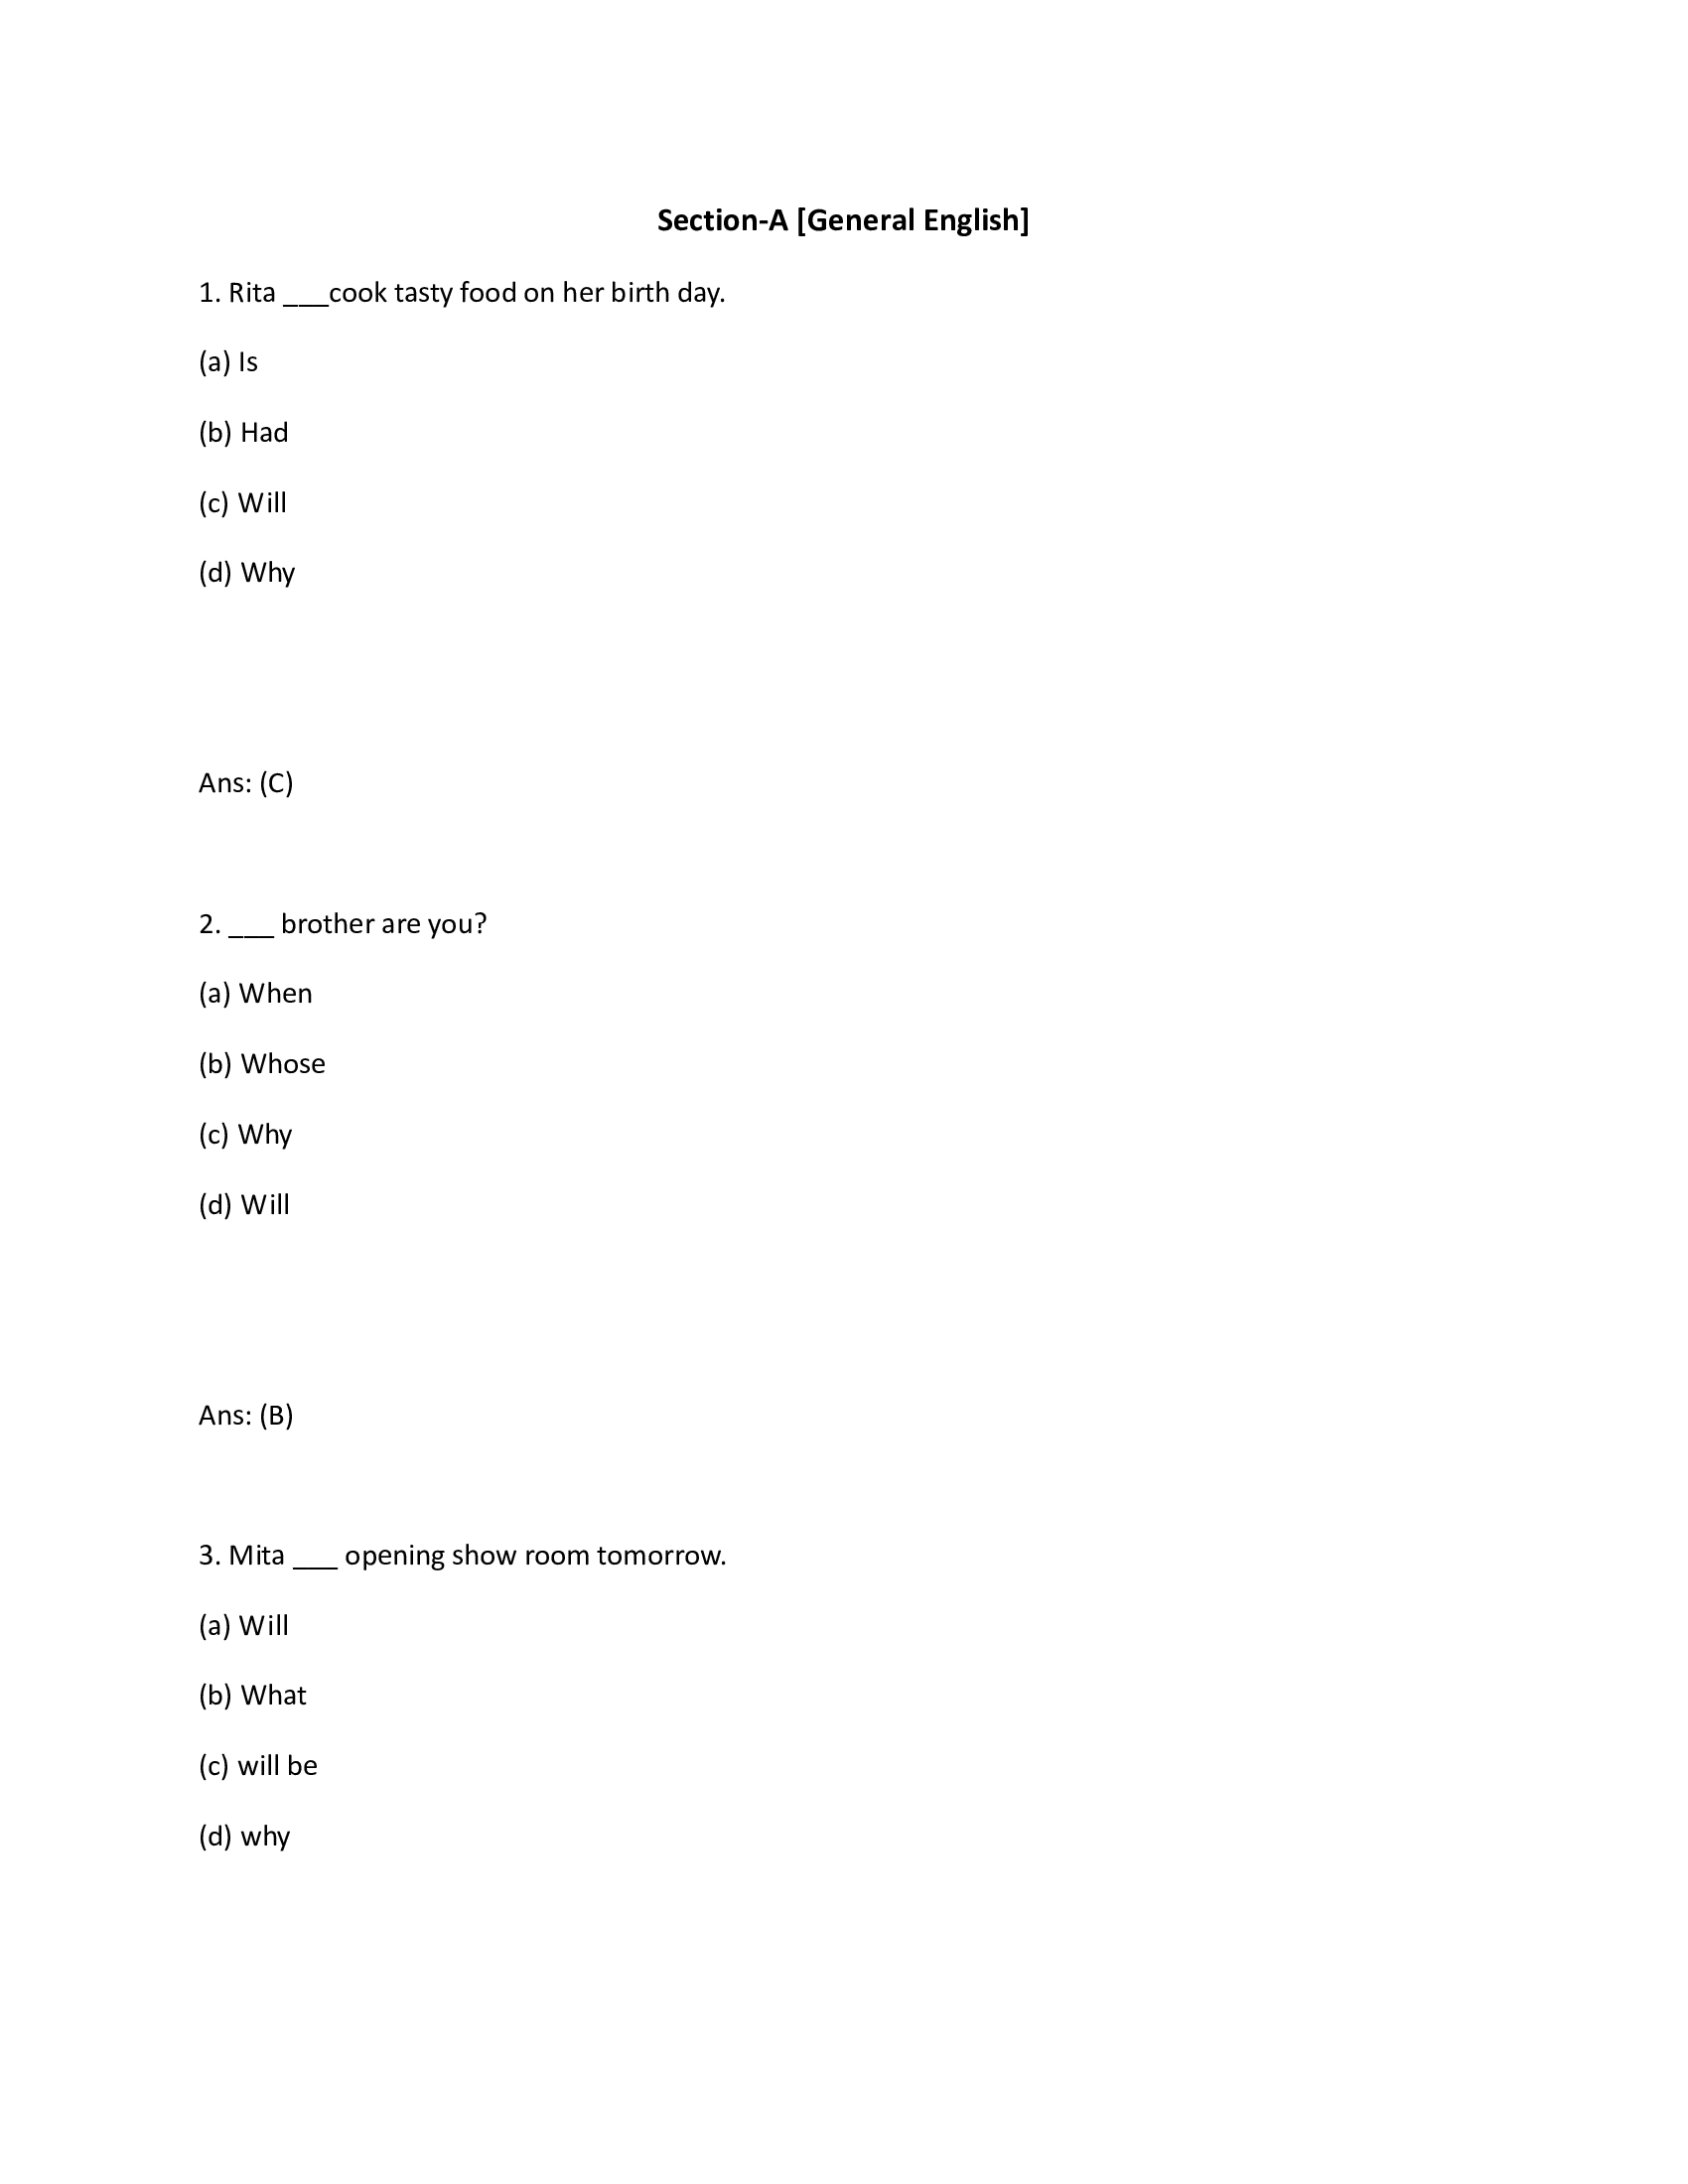 Section-A [General English]
1. Rita ___cook tasty food on her birth day.
(a) Is
(b) Had
(c) Will
(d) Why
Ans: (C)
2. ___ brother are you?
(a) When
(b) Whose
(c) Why
(d) Will
Ans: (B)
3. Mita ___ opening show room tomorrow.
(a) Will
(b) What
(c) will be
(d) why